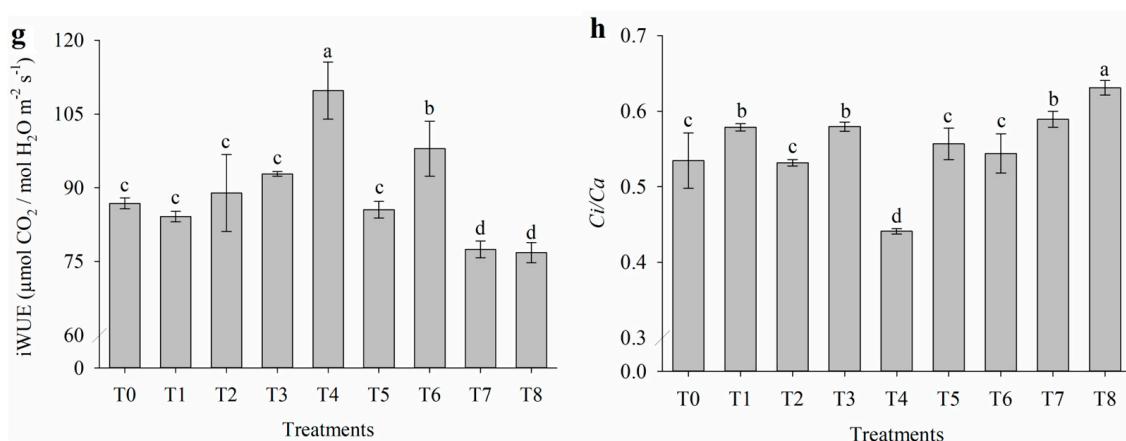 g
iWUE (µmol CO₂ / mol H₂O m⁻² s⁻¹)
120
105
90
75
60
0
c
c
c
c
a
c
b
d
d
T0 T1 T2 T3 T4 T5 T6 T7 T8
Treatments
h
Ci/Ca
0.7
0.6
0.5
0.4
0.3
0.0
c
b
c
b
d
c
c
b
a
T0 T1 T2 T3 T4 T5 T6 T7 T8
Treatments